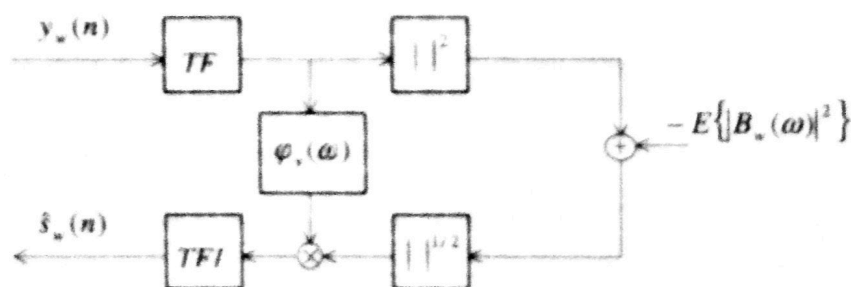 y_w(n)
TF
| |²
φ_y(ω)
− E{|B_w(ω)|²}
+
ŝ_w(n)
TFI
×
| |^{1/2}